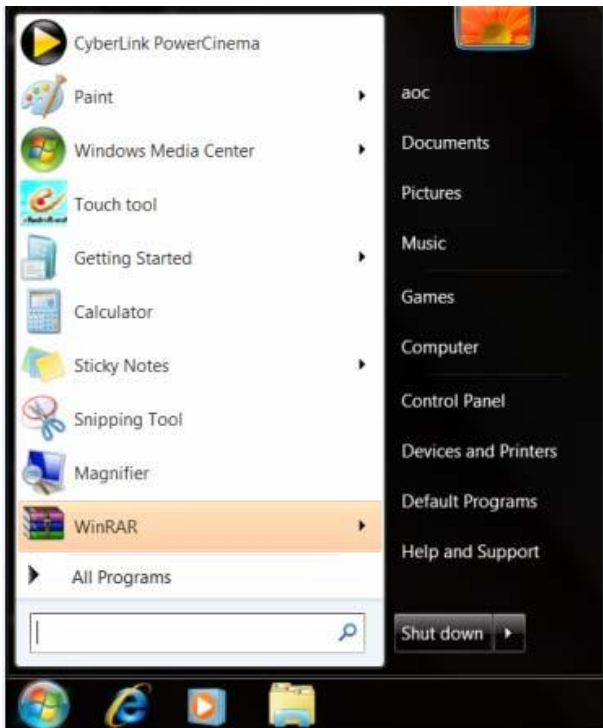 CyberLink PowerCinema
Paint
Windows Media Center
Touch tool
Getting Started
Calculator
Sticky Notes
Snipping Tool
Magnifier
WinRAR
All Programs
aoc
Documents
Pictures
Music
Games
Computer
Control Panel
Devices and Printers
Default Programs
Help and Support
Shut down